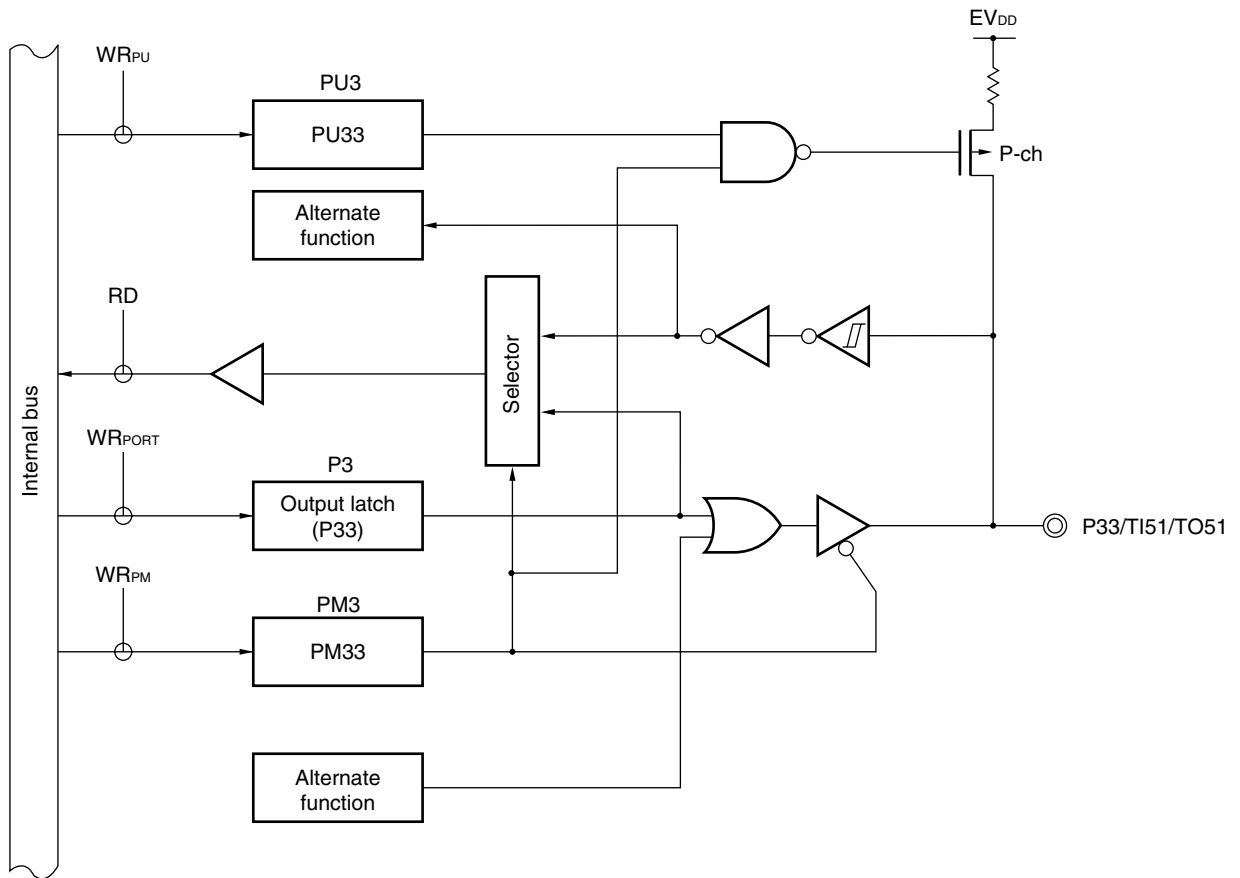 EVDD
WRPU
PU3
PU33
P-ch
Alternate
function
RD
Selector
Internal bus
WRPORT
P3
Output latch
(P33)
P33/TI51/TO51
WRPM
PM3
PM33
Alternate
function